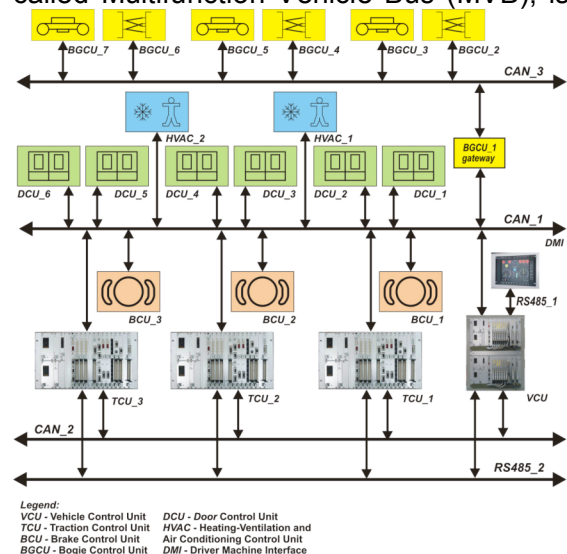 called Multifunction Vehicle Bus (MVB), is
BGCU_7 BGCU_6 BGCU_5 BGCU_4 BGCU_3 BGCU_2
CAN_3
HVAC_2 HVAC_1
BGCU_1
gateway
DCU_6 DCU_5 DCU_4 DCU_3 DCU_2 DCU_1
CAN_1
DMI
RS485_1
BCU_3 BCU_2 BCU_1
TCU_3 TCU_2 TCU_1 VCU
CAN_2
RS485_2
Legend:
VCU - Vehicle Control Unit DCU - Door Control Unit
TCU - Traction Control Unit HVAC - Heating-Ventilation and
BCU - Brake Control Unit Air Conditioning Control Unit
BGCU - Bogie Control Unit DMI - Driver Machine Interface